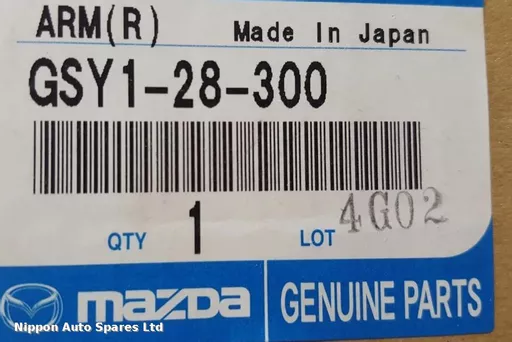 ARM(R) Made In Japan
GSY1-28-300
QTY 1 LOT 4G02
mazda GENUINE PARTS
Nippon Auto Spares Ltd